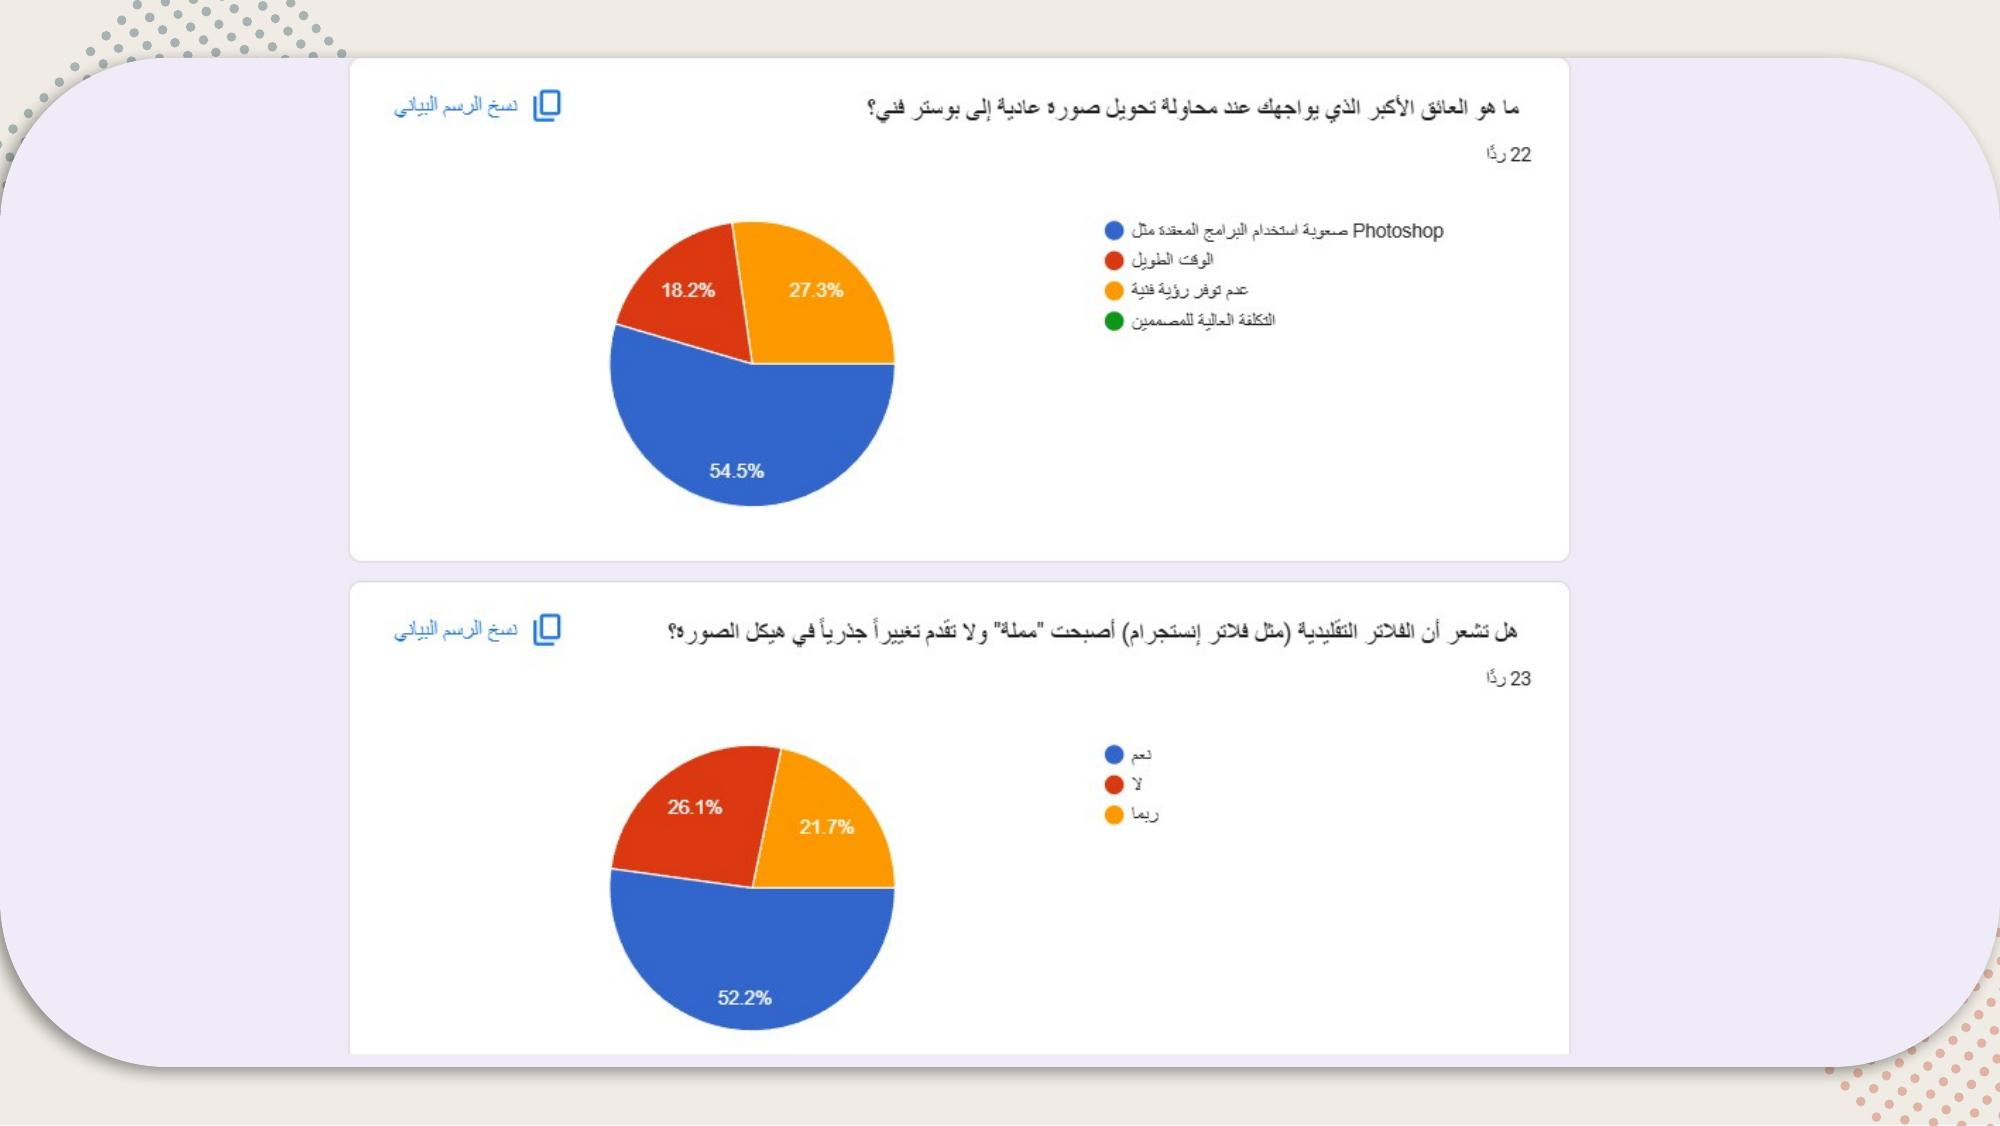 ما هو العائق الأكبر الذي يواجهك عند محاولة تحويل صورة عادية إلى بوستر فني؟
نسخ الرسم البياني
22 ردًا
صعوبة استخدام البرامج المعقدة مثل Photoshop
الوقت الطويل
عدم توفر رؤية فنية
التكلفة العالية للمصممين
27.3%
18.2%
54.5%
هل تشعر أن الفلاتر التقليدية (مثل فلاتر إنستجرام) أصبحت "مملة" ولا تقدم تغييراً جذرياً في هيكل الصورة؟
نسخ الرسم البياني
23 ردًا
نعم
لا
ربما
26.1%
21.7%
52.2%